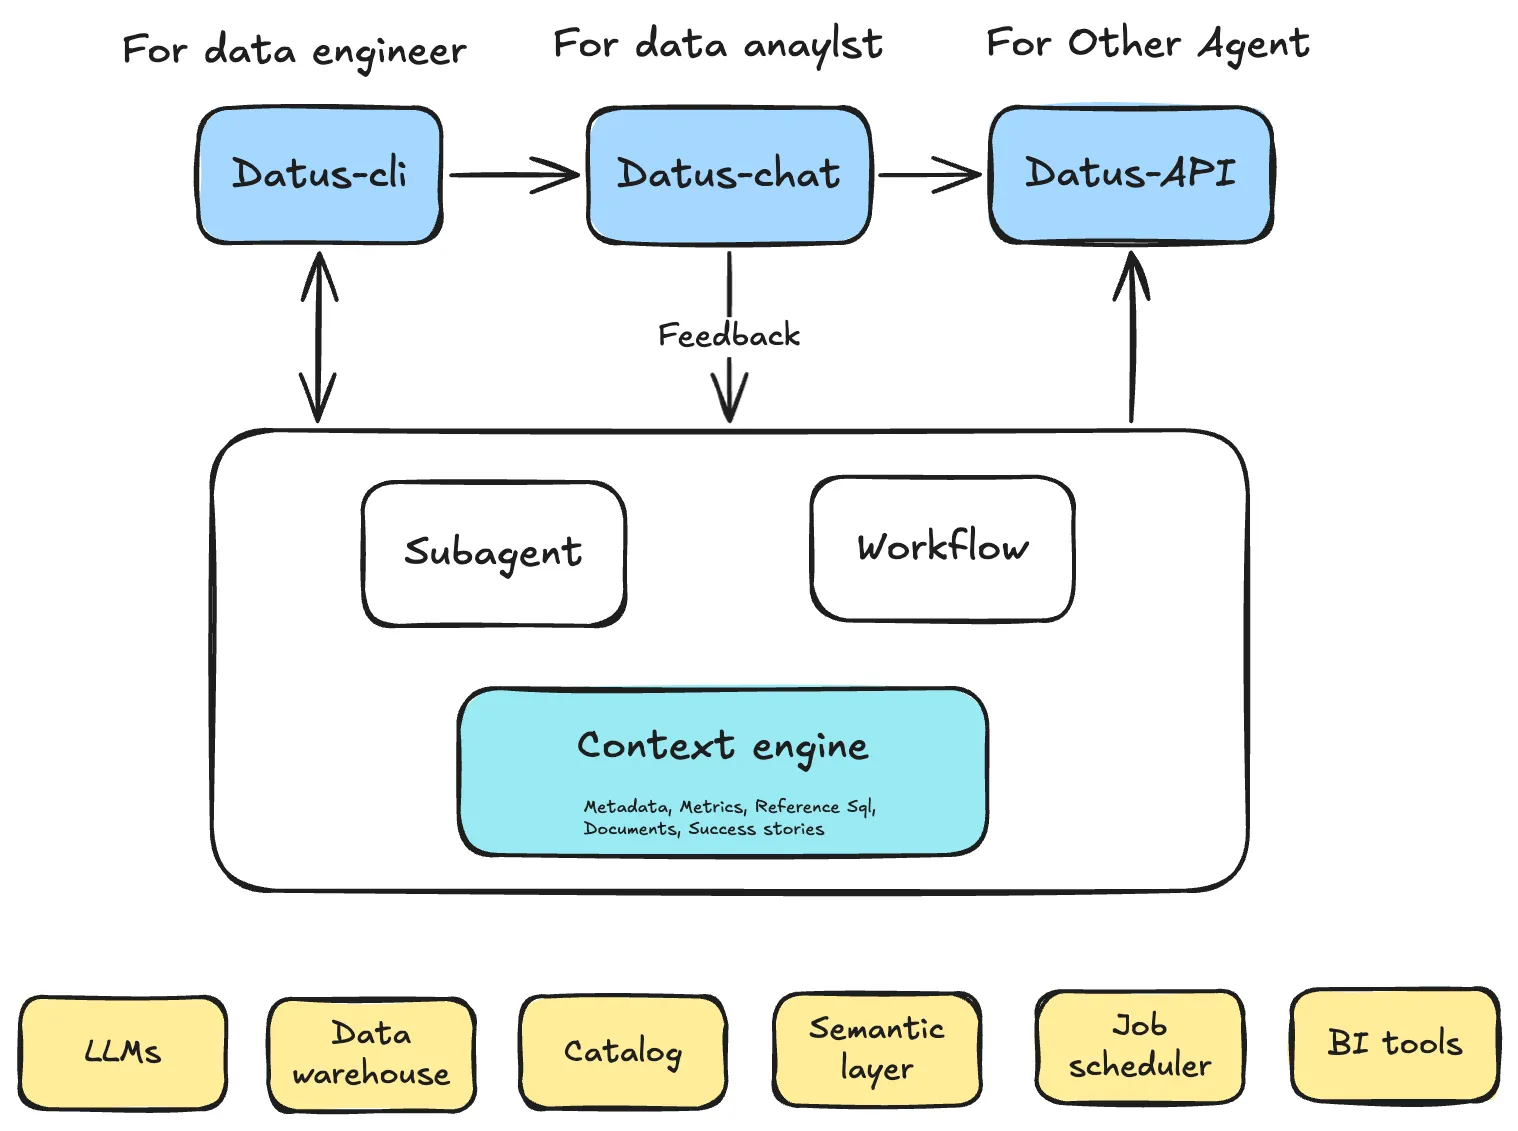 For data engineer
For data anaylst
For Other Agent
Datus-cli
Datus-chat
Datus-API
Feedback
Subagent
Workflow
Context engine
Metadata, Metrics, Reference Sql,
Documents, Success stories
LLMs
Data
warehouse
Catalog
Semantic
layer
Job
scheduler
BI tools